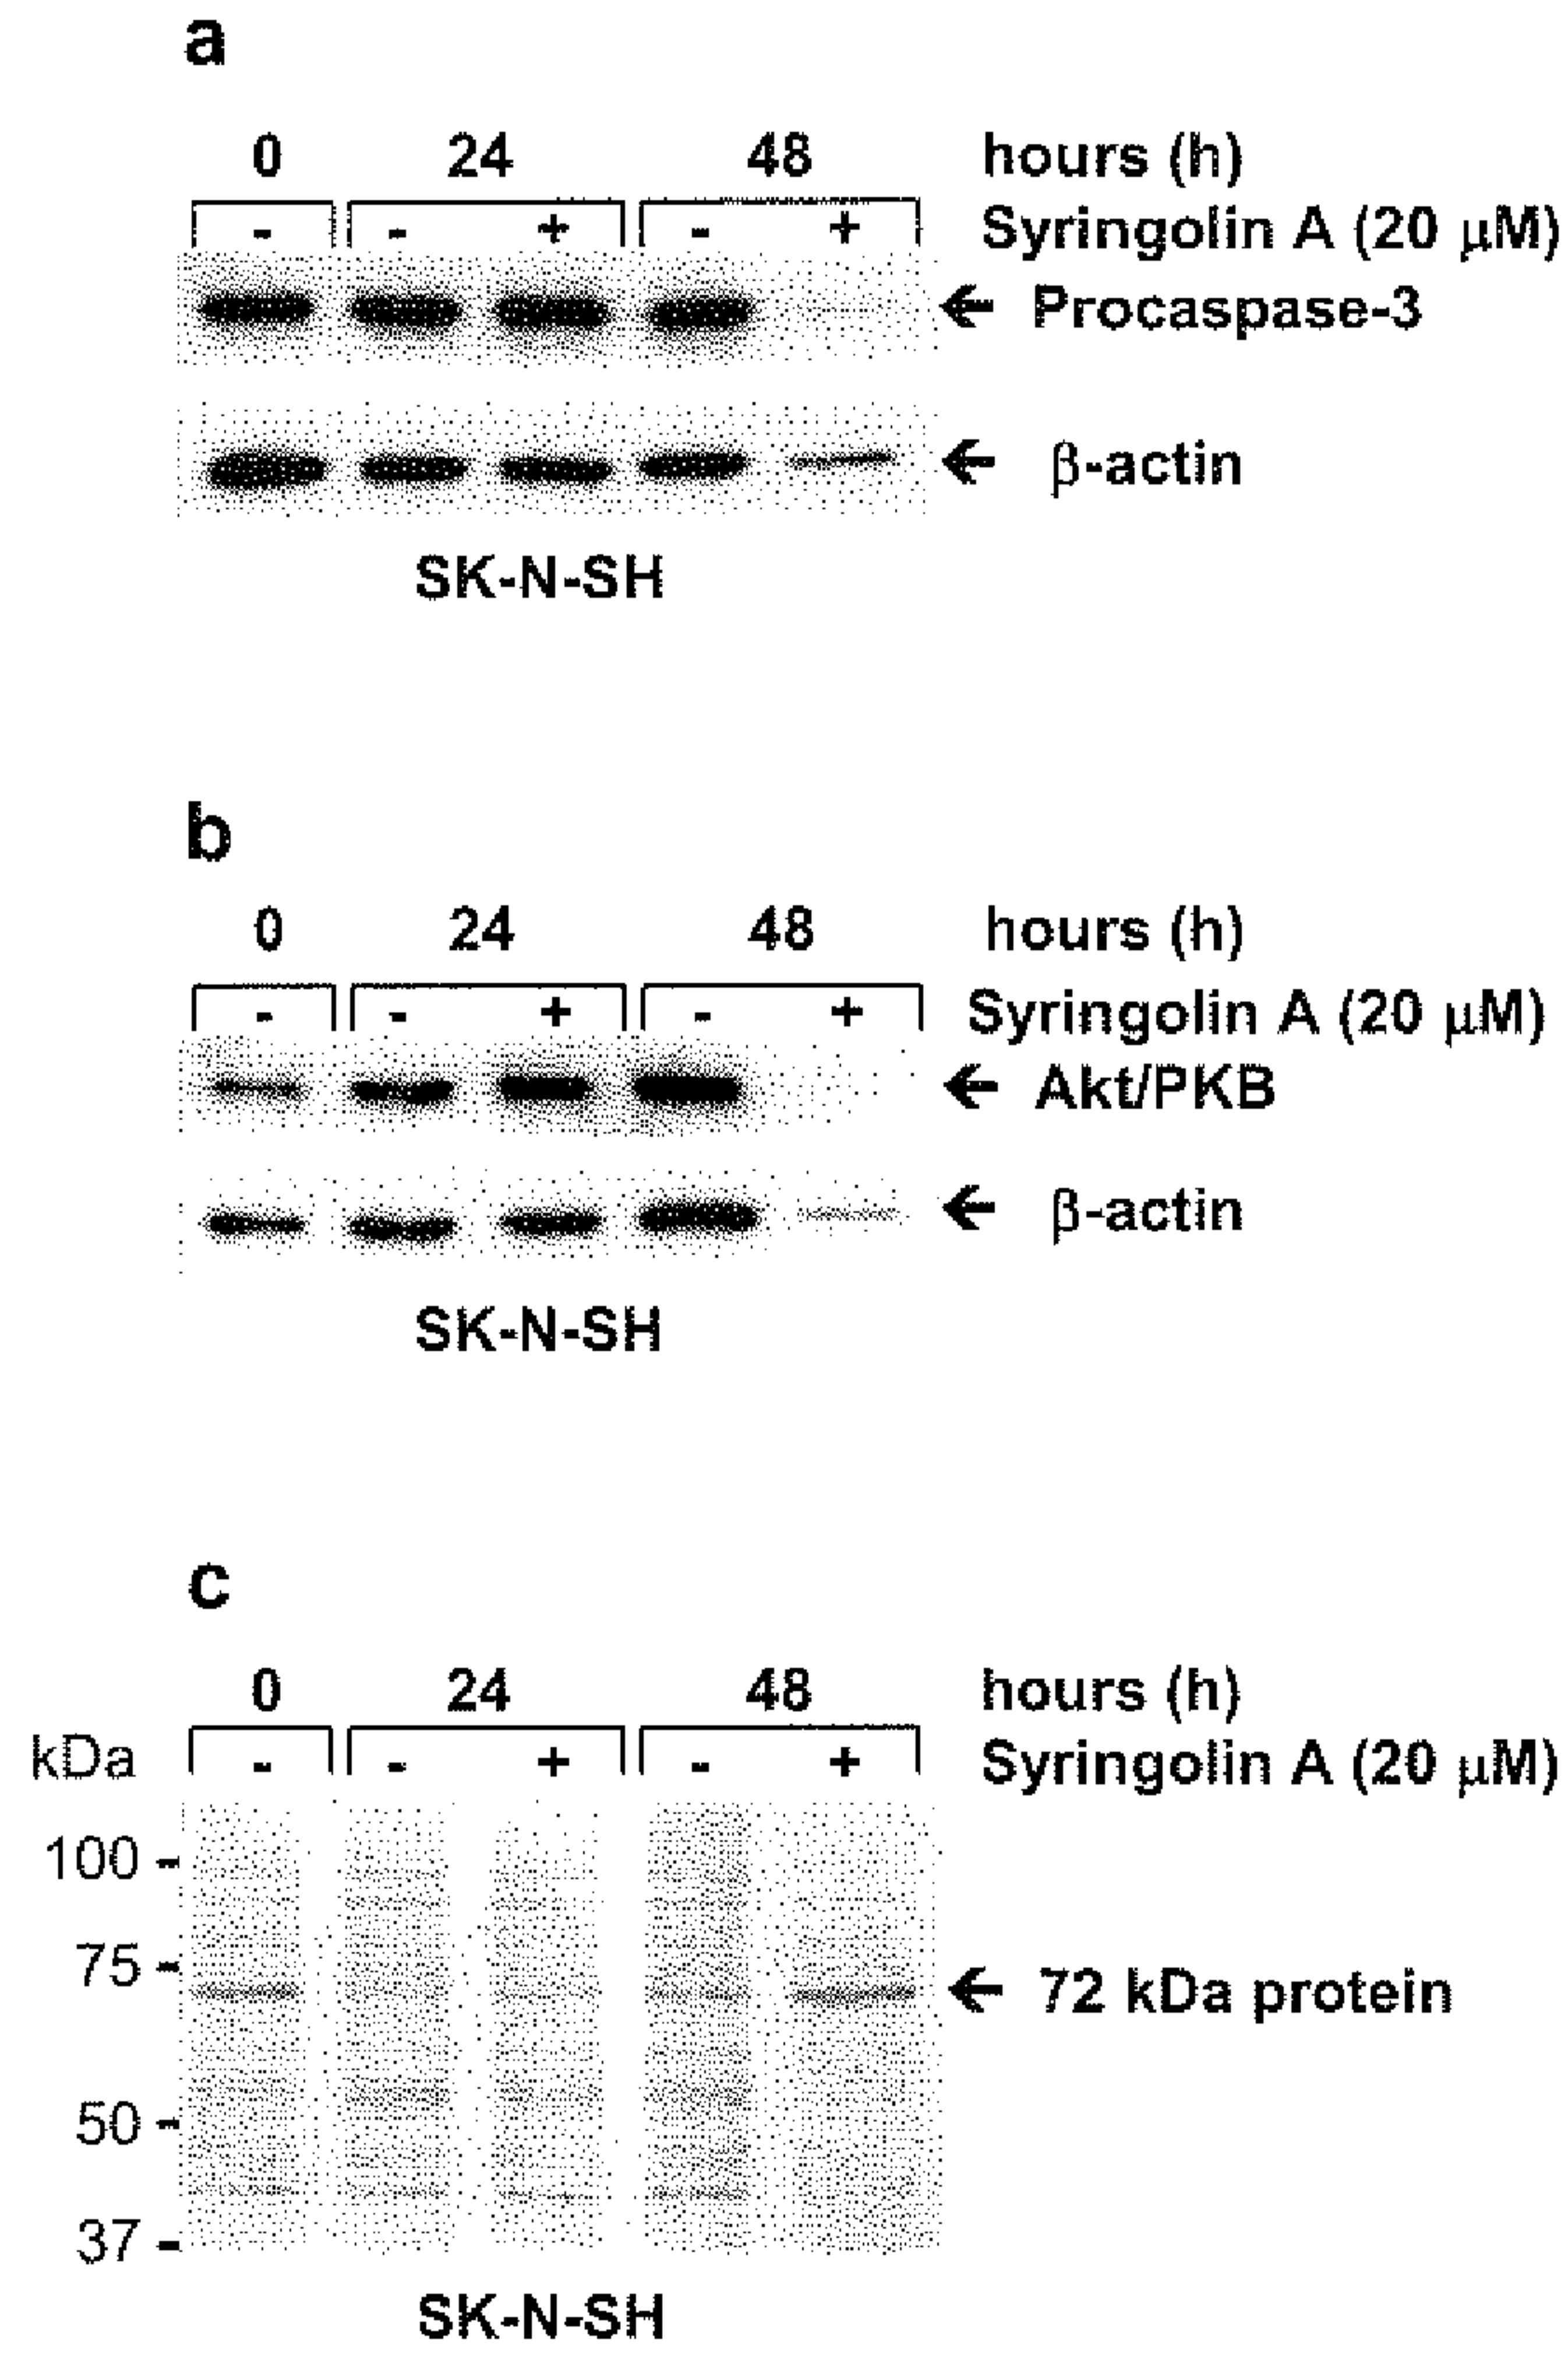 a
0 24 48 hours (h)
- - + - + Syringolin A (20 μM)
← Procaspase-3
← β-actin
SK-N-SH
b
0 24 48 hours (h)
- - + - + Syringolin A (20 μM)
← Akt/PKB
← β-actin
SK-N-SH
c
0 24 48 hours (h)
kDa - - + - + Syringolin A (20 μM)
100 -
75 -
← 72 kDa protein
50 -
37 -
SK-N-SH